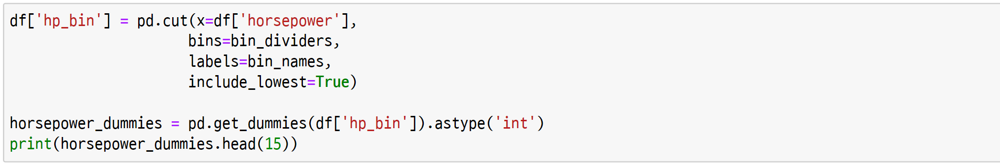 df['hp_bin'] = pd.cut(x=df['horsepower'],
                     bins=bin_dividers,
                     labels=bin_names,
                     include_lowest=True)

horsepower_dummies = pd.get_dummies(df['hp_bin']).astype('int')
print(horsepower_dummies.head(15))